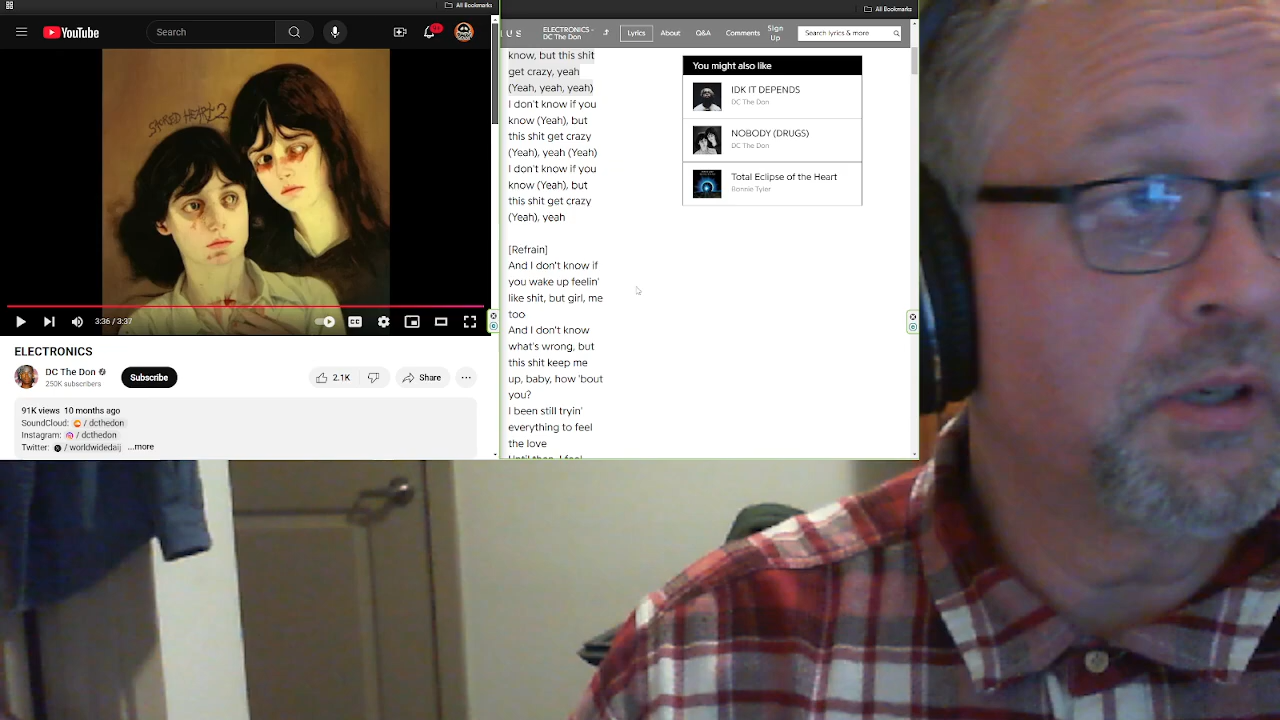 All Bookmarks
YouTube
Search
SACRED HEART 2
3:36 / 3:37
CC
ELECTRONICS
DC The Don
250K subscribers
Subscribe
2.1K
Share
91K views 10 months ago
SoundCloud: / dcthedon
Instagram: / dcthedon
Twitter: / worldwidedaij ...more
All Bookmarks
I U S
ELECTRONICS -
DC The Don
Lyrics
About
Q&A
Comments
Sign
Up
Search lyrics & more
know, but this shit
get crazy, yeah
(Yeah, yeah, yeah)
I don't know if you
know (Yeah), but
this shit get crazy
(Yeah), yeah (Yeah)
I don't know if you
know (Yeah), but
this shit get crazy
(Yeah), yeah
[Refrain]
And I don't know if
you wake up feelin'
like shit, but girl, me
too
And I don't know
what's wrong, but
this shit keep me
up, baby, how 'bout
you?
I been still tryin'
everything to feel
the love
You might also like
IDK IT DEPENDS
DC The Don
NOBODY (DRUGS)
DC The Don
Total Eclipse of the Heart
Bonnie Tyler